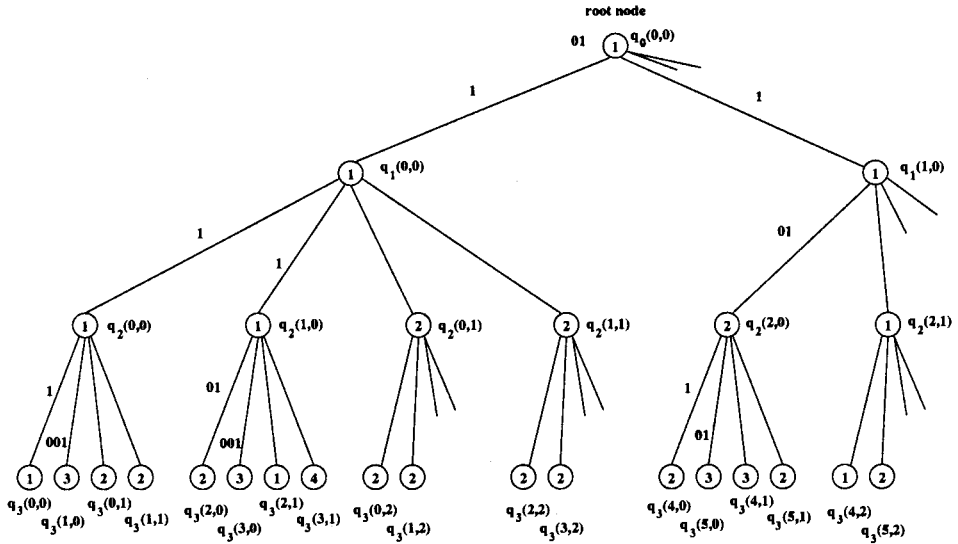 root node
01 1 q0(0,0)
1 1
1 q1(0,0) 1 q1(1,0)
1 1 01
1 q2(0,0) 1 q2(1,0) 2 q2(0,1) 2 q2(1,1) 2 q2(2,0) 1 q2(2,1)
1 01 1
001 001 01
1 3 2 2 2 3 1 4 2 2 2 2 2 3 3 2 1 2
q3(0,0) q3(0,1) q3(2,0) q3(2,1) q3(0,2) q3(2,2) q3(4,0) q3(4,1) q3(4,2)
q3(1,0) q3(1,1) q3(3,0) q3(3,1) q3(1,2) q3(3,2) q3(5,0) q3(5,1) q3(5,2)